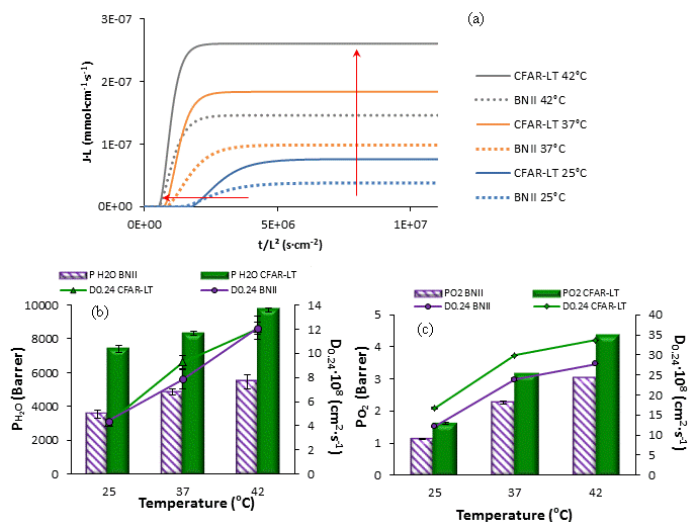 (a)
3E-07
2E-07
1E-07
0E+00
J·L (mmol·cm⁻¹·s⁻¹)
0E+00 5E+06 1E+07
t/L² (s·cm⁻²)
CFAR-LT 42°C
BNII 42°C
CFAR-LT 37°C
BNII 37°C
CFAR-LT 25°C
BNII 25°C
P H2O BNII P H2O CFAR-LT
D0.24 CFAR-LT D0.24 BNII
(b)
10000
8000
6000
4000
2000
0
P_H₂O (Barrer)
14
12
10
8
6
4
2
0
D₀.₂₄·10⁸ (cm²·s⁻¹)
25 37 42
Temperature (°C)
PO2 BNII PO2 CFAR-LT
D0.24 BNII D0.24 CFAR-LT
(c)
5
4
3
2
1
0
PO₂ (Barrer)
35
30
25
20
15
10
5
0
D₀.₂₄·10⁸ (cm²·s⁻¹)
25 37 42
Temperature (°C)